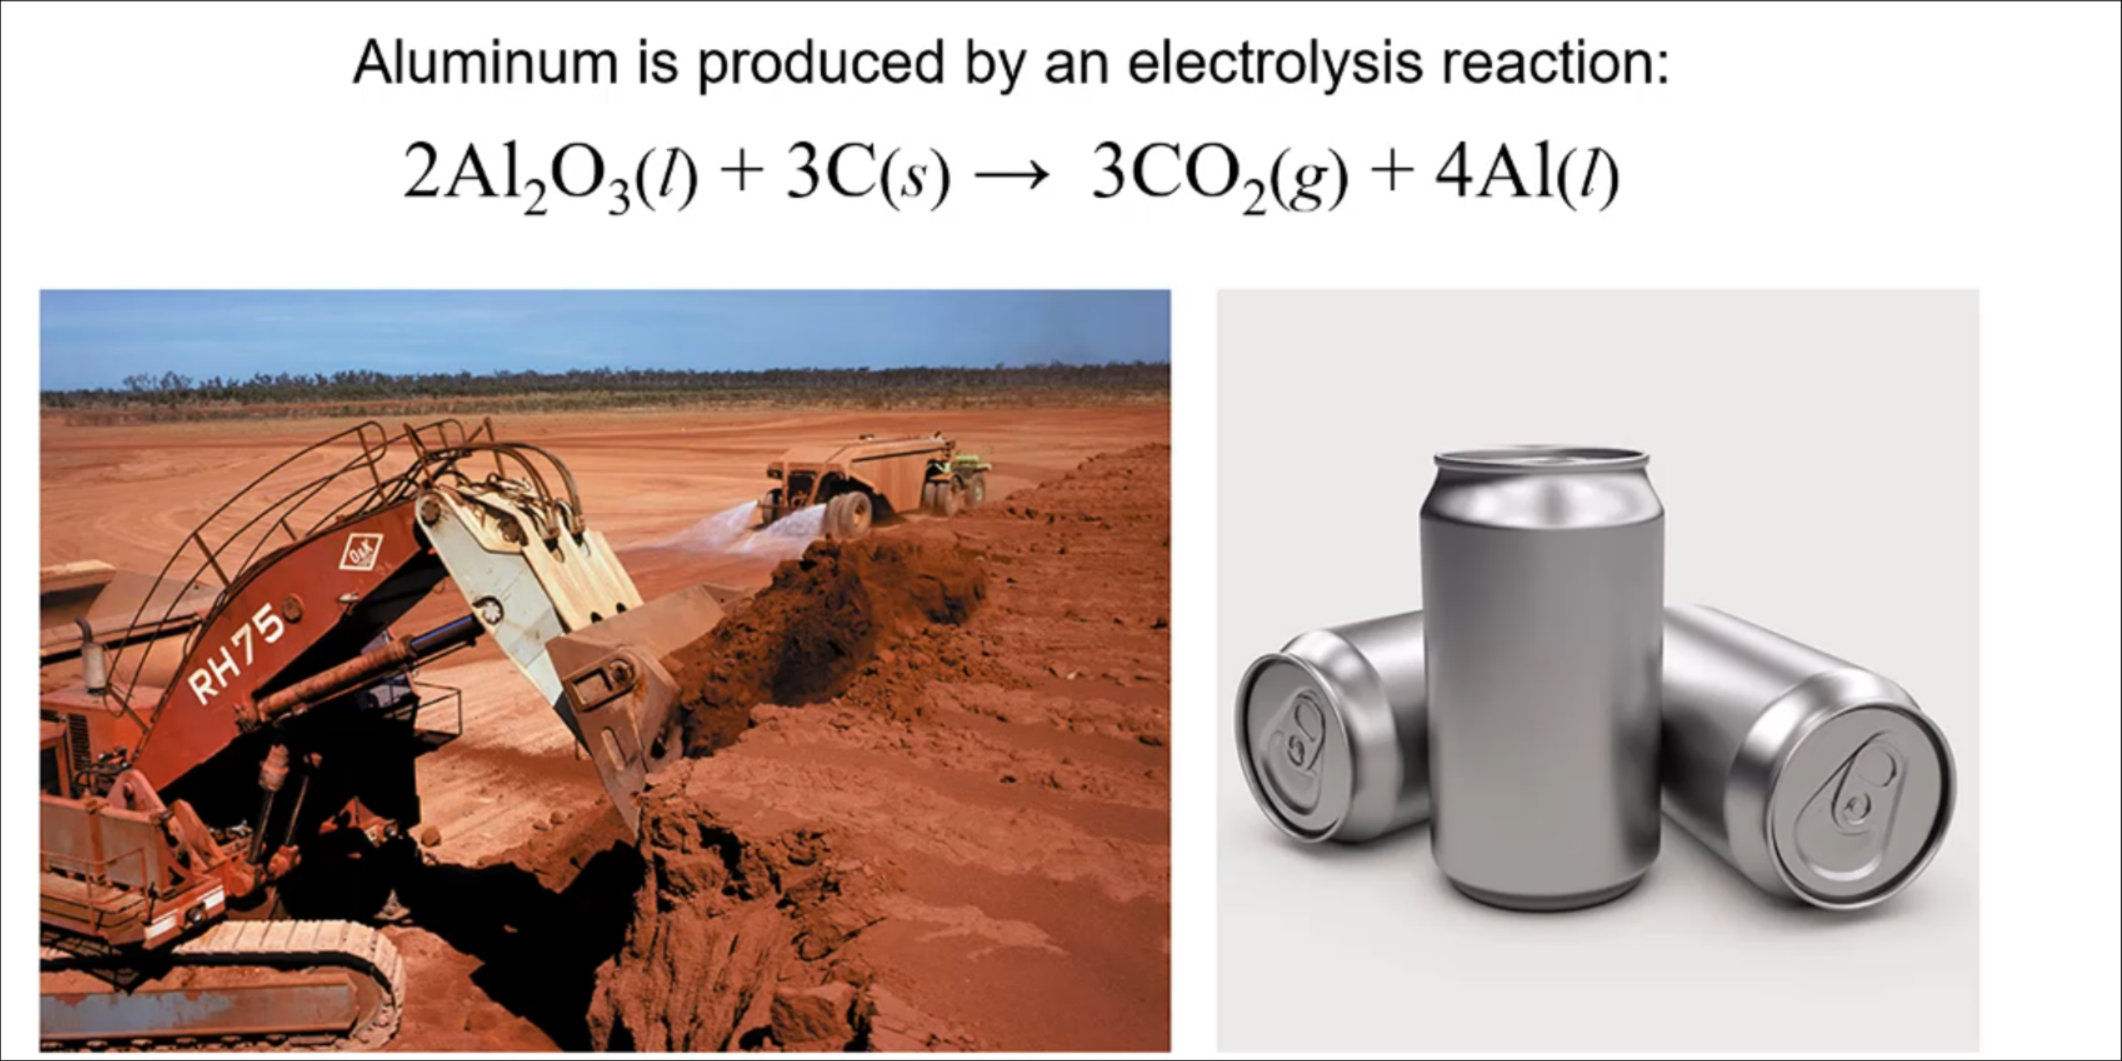 Aluminum is produced by an electrolysis reaction:
2Al₂O₃(l) + 3C(s) → 3CO₂(g) + 4Al(l)
O&K
RH75